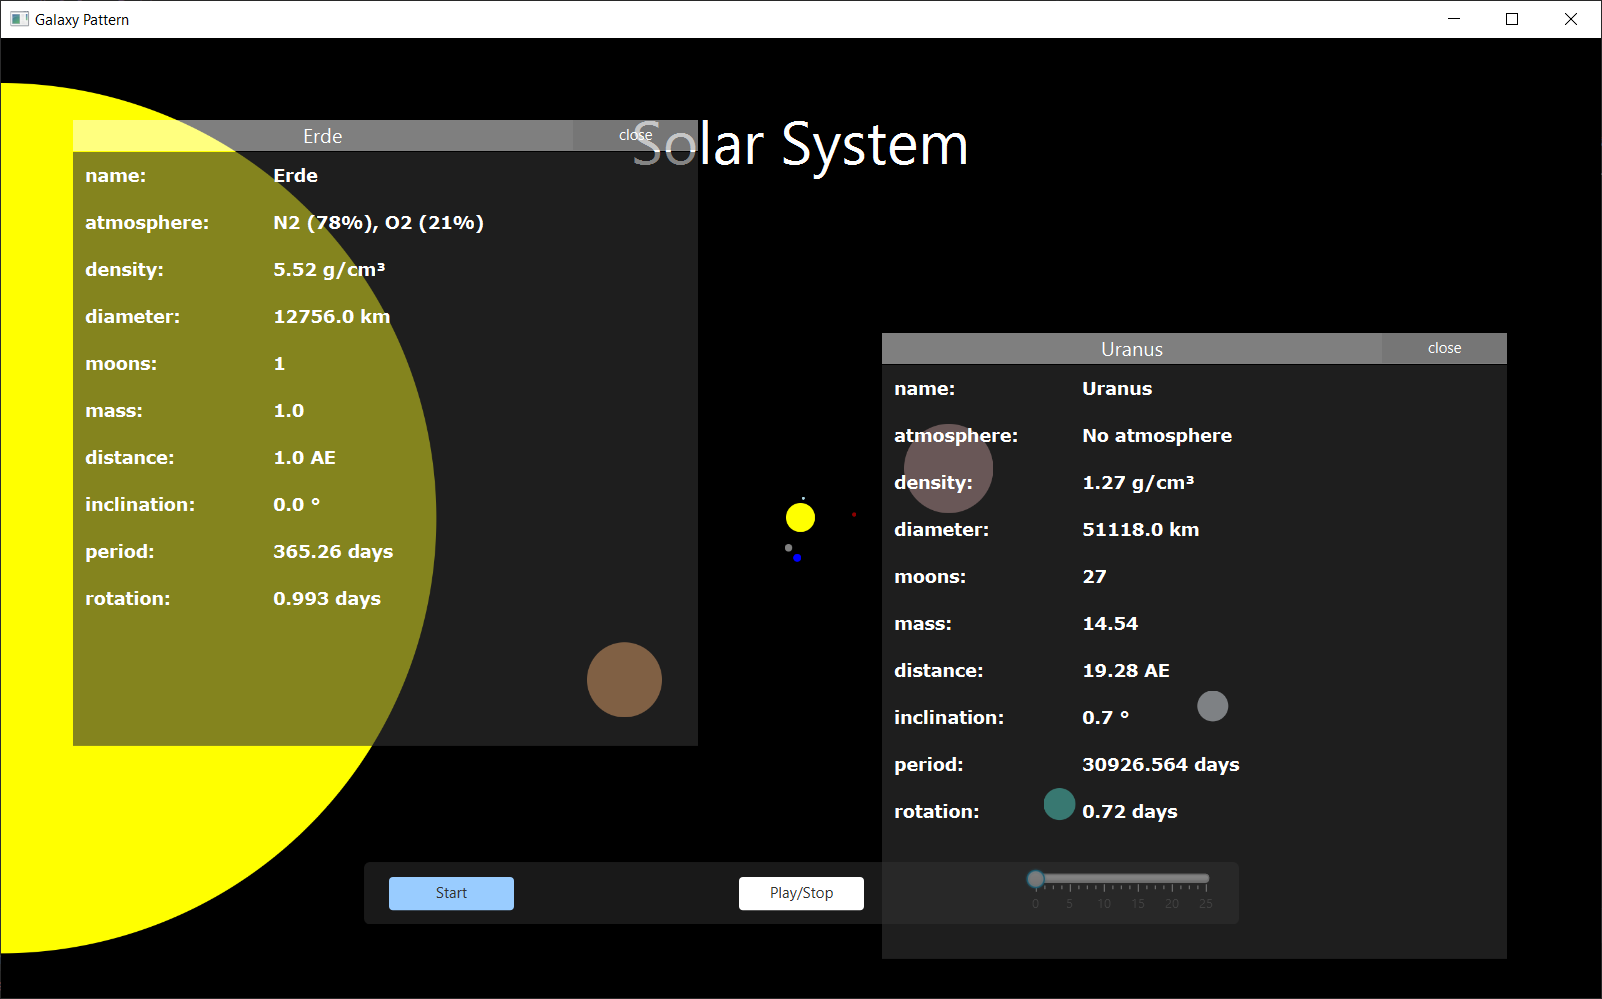 Galaxy Pattern
Solar System
Erde close
name: Erde
atmosphere: N2 (78%), O2 (21%)
density: 5.52 g/cm³
diameter: 12756.0 km
moons: 1
mass: 1.0
distance: 1.0 AE
inclination: 0.0 °
period: 365.26 days
rotation: 0.993 days
Uranus close
name: Uranus
atmosphere: No atmosphere
density: 1.27 g/cm³
diameter: 51118.0 km
moons: 27
mass: 14.54
distance: 19.28 AE
inclination: 0.7 °
period: 30926.564 days
rotation: 0.72 days
Start Play/Stop
0 5 10 15 20 25